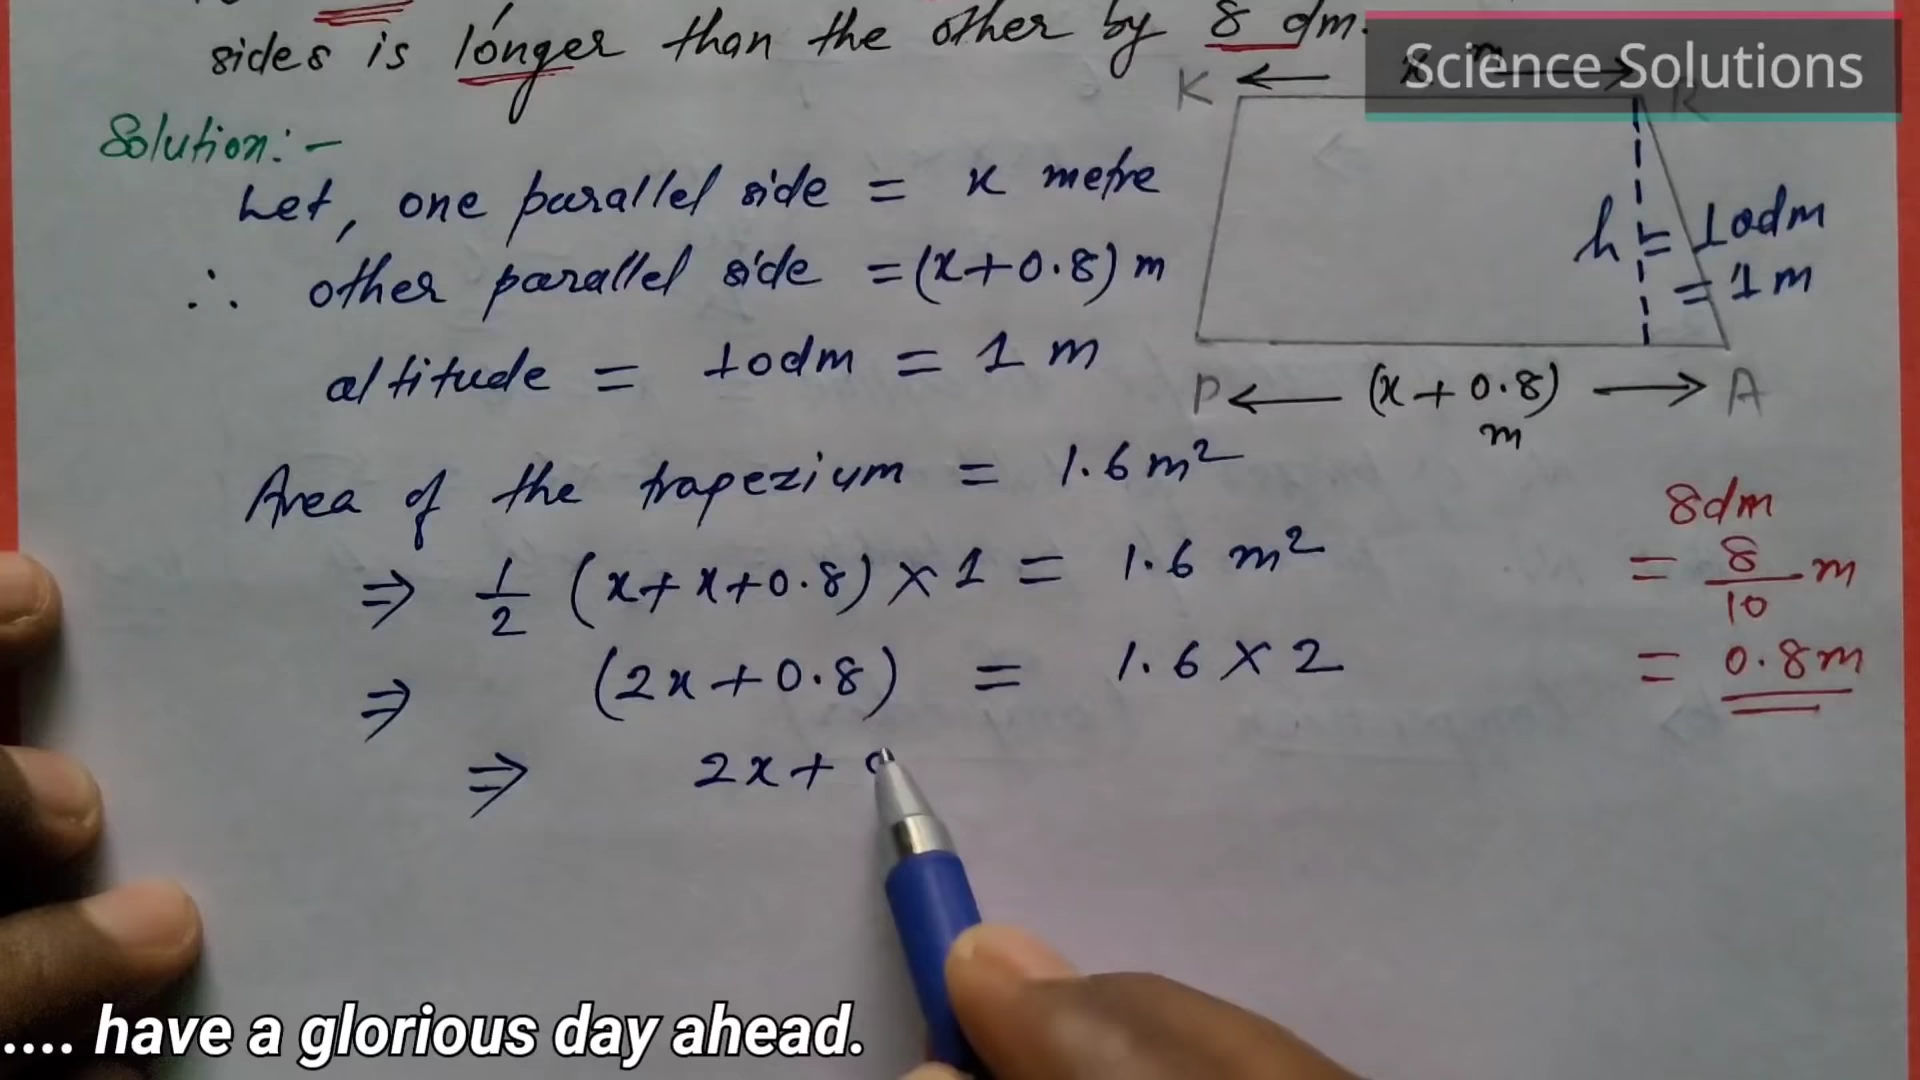 sides is longer than the other by 8 dm.
Science Solutions
Solution:-
Let, one parallel side = x metre
∴ other parallel side = (x+0.8) m
altitude = 10dm = 1 m
Area of the trapezium = 1.6 m²
⇒ 1/2 (x+x+0.8) × 1 = 1.6 m²
⇒ (2x+0.8) = 1.6 × 2
⇒ 2x+
K ← x m → R
h = 10dm
= 1m
P ← (x+0.8) → A
m
8dm
= 8/10 m
= 0.8m
.... have a glorious day ahead.